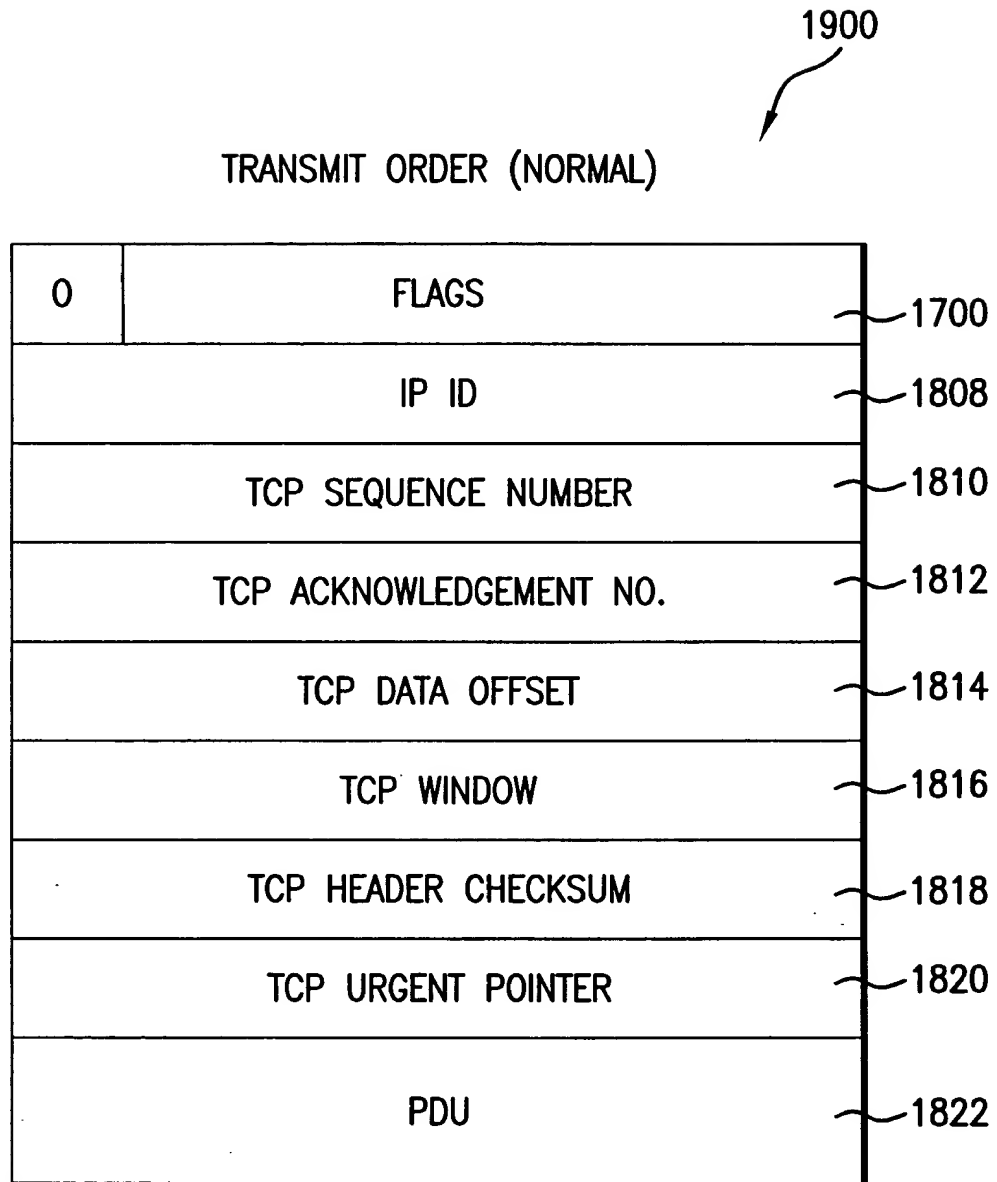 1900
TRANSMIT ORDER (NORMAL)
0 FLAGS 1700
IP ID 1808
TCP SEQUENCE NUMBER 1810
TCP ACKNOWLEDGEMENT NO. 1812
TCP DATA OFFSET 1814
TCP WINDOW 1816
TCP HEADER CHECKSUM 1818
TCP URGENT POINTER 1820
PDU 1822